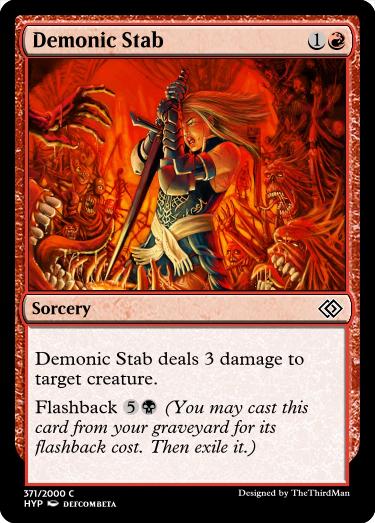 Demonic Stab 1
Sorcery
Demonic Stab deals 3 damage to
target creature.
Flashback 5 (You may cast this
card from your graveyard for its
flashback cost. Then exile it.)
371/2000 C Designed by TheThirdMan
HYP DEFCOMBETA